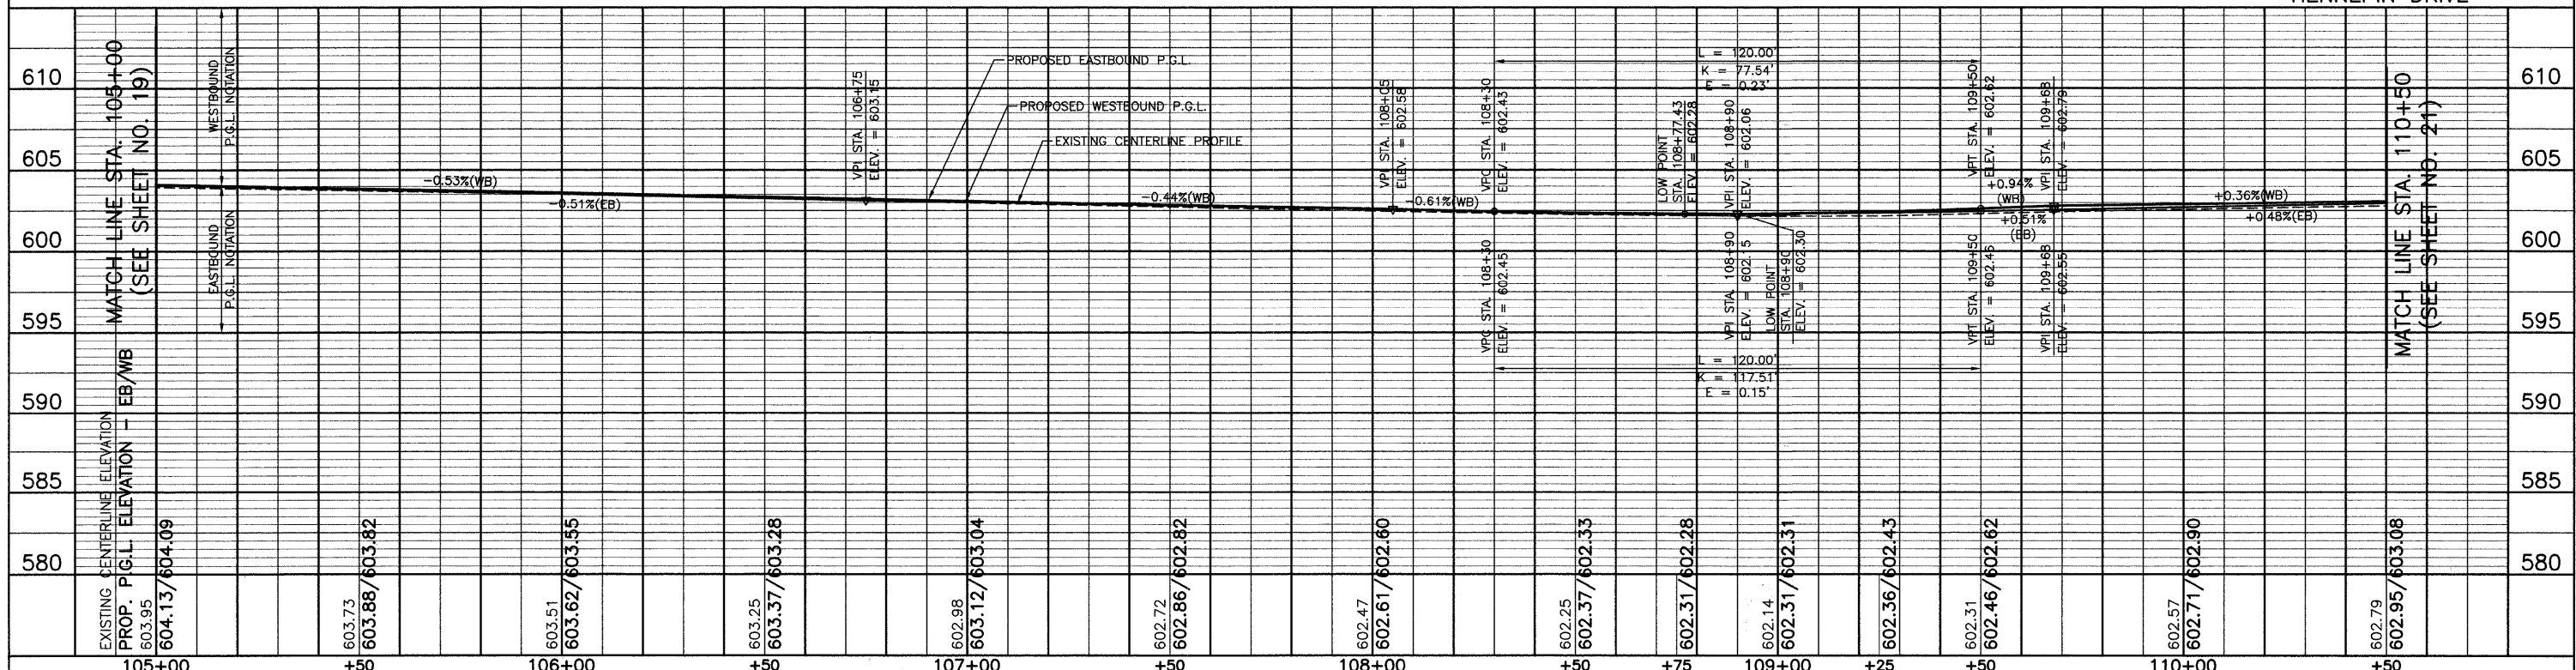 HENNEPIN DRIVE
610
605
600
595
590
585
580
MATCH LINE STA. 105+00
(SEE SHEET NO. 19)
WESTBOUND
P.G.L. NOTATION
EASTBOUND
P.G.L. NOTATION
-0.53%(WB)
-0.51%(EB)
VPI STA. 106+75
ELEV. = 603.15
PROPOSED EASTBOUND P.G.L.
PROPOSED WESTBOUND P.G.L.
EXISTING CENTERLINE PROFILE
-0.44%(WB)
VPI STA. 108+05
ELEV. = 602.58
-0.61%(WB)
VPC STA. 108+30
ELEV. = 602.43
L = 120.00'
K = 77.54'
E = 0.23'
LOW POINT
STA. 108+77.43
ELEV. = 602.28
VPI STA. 108+90
ELEV. = 602.06
VPT STA. 109+50
ELEV. = 602.62
+0.94%
(WB)
VPI STA. 109+68
ELEV. = 602.79
+0.36%(WB)
+0.48%(EB)
+0.51%
(EB)
VPC STA. 108+30
ELEV. = 602.45
VPI STA. 108+90
ELEV. = 602. 5
LOW POINT
STA. 108+90
ELEV. = 602.30
VPT STA. 109+50
ELEV. = 602.46
VPI STA. 109+68
ELEV. = 602.55
L = 120.00'
K = 117.51'
E = 0.15'
MATCH LINE STA. 110+50
(SEE SHEET NO. 21)
610
605
600
595
590
585
580
EXISTING CENTERLINE ELEVATION
PROP. P.G.L. ELEVATION - EB/WB
603.95
604.13/604.09
603.73
603.88/603.82
603.51
603.62/603.55
603.25
603.37/603.28
602.98
603.12/603.04
602.72
602.86/602.82
602.47
602.61/602.60
602.25
602.37/602.33
602.31/602.28
602.14
602.31/602.31
602.36/602.43
602.31
602.46/602.62
602.57
602.71/602.90
602.79
602.95/603.08
105+00 +50 106+00 +50 107+00 +50 108+00 +50 +75 109+00 +25 +50 110+00 +50